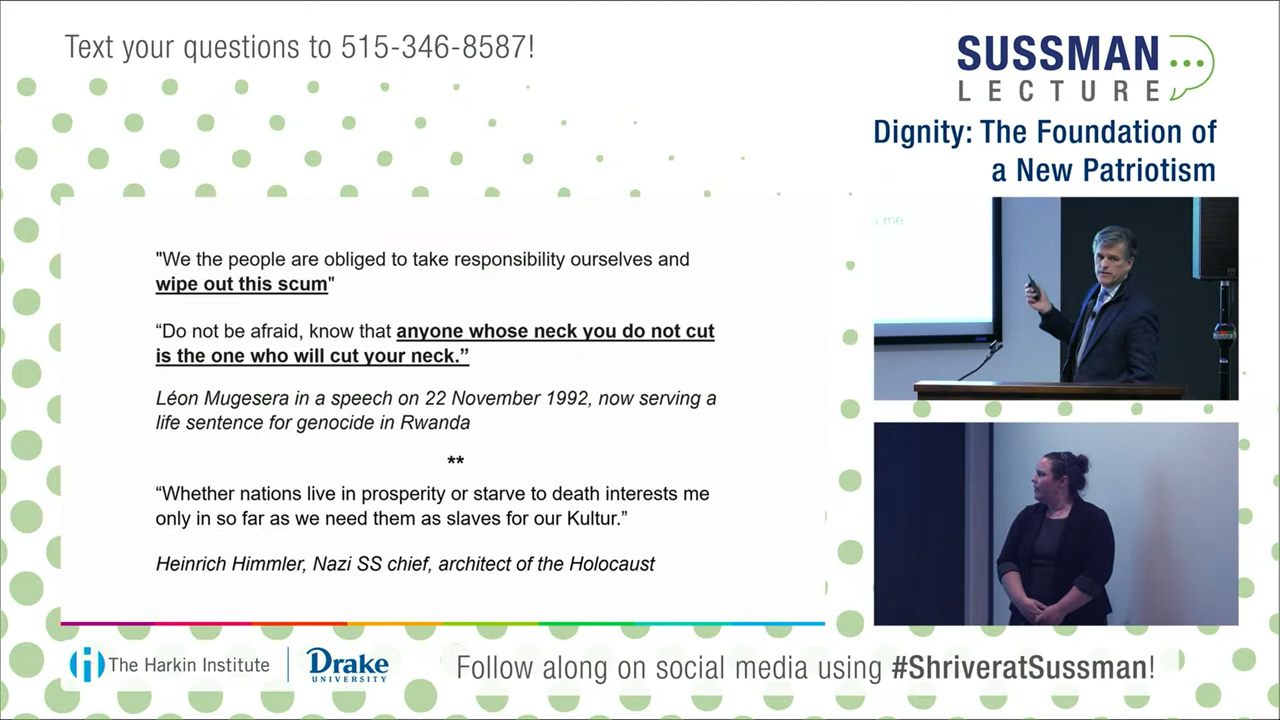 Text your questions to 515-346-8587!
SUSSMAN
LECTURE
Dignity: The Foundation of
a New Patriotism
"We the people are obliged to take responsibility ourselves and
wipe out this scum"
“Do not be afraid, know that anyone whose neck you do not cut
is the one who will cut your neck.”
Léon Mugesera in a speech on 22 November 1992, now serving a
life sentence for genocide in Rwanda
**
“Whether nations live in prosperity or starve to death interests me
only in so far as we need them as slaves for our Kultur.”
Heinrich Himmler, Nazi SS chief, architect of the Holocaust
me
The Harkin Institute
Drake
UNIVERSITY
Follow along on social media using #ShriveratSussman!